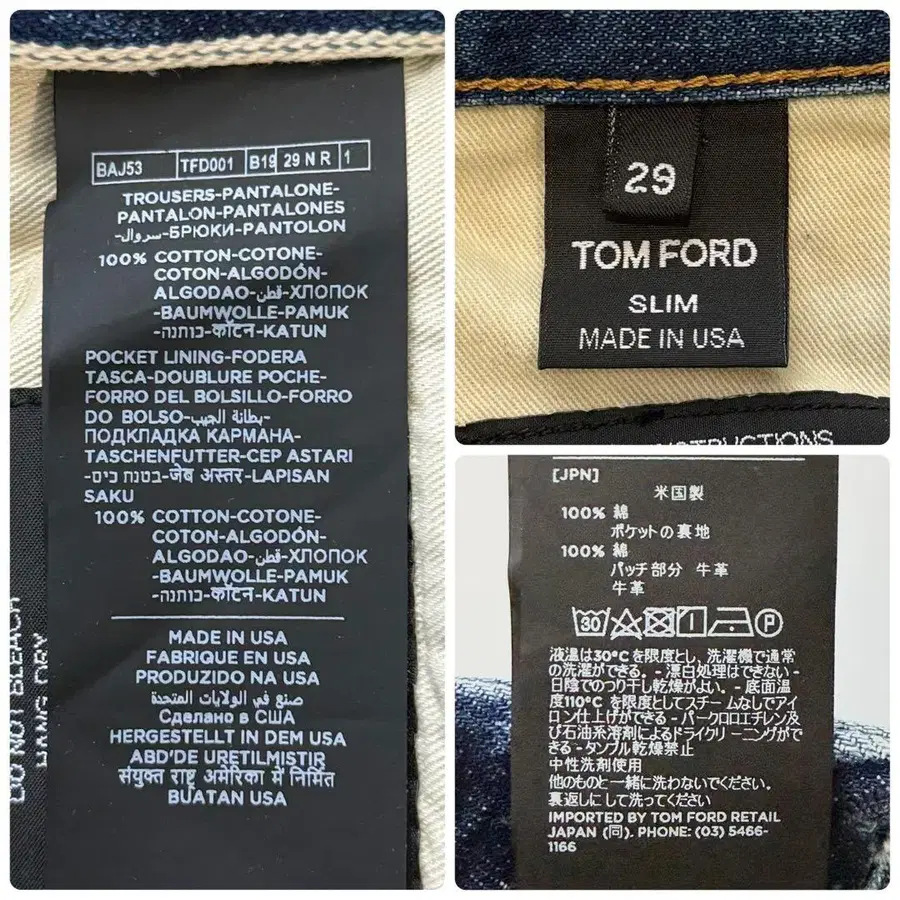 BAJ53 TFD001 B19 29 N R 1
TROUSERS-PANTALONE-
PANTALON-PANTALONES
-سروال-БРЮКИ-PANTOLON
100% COTTON-COTONE-
COTON-ALGODÓN-
ALGODAO-قطن-ХЛОПОК
-BAUMWOLLE-PAMUK
-כותנה-कॉटन-KATUN
POCKET LINING-FODERA
TASCA-DOUBLURE POCHE-
FORRO DEL BOLSILLO-FORRO
DO BOLSO-بطانة الجيب-
ПОДКЛАДКА КАРМАНА-
TASCHENFUTTER-CEP ASTARI
-בטנת כיס-जेब अस्तर-LAPISAN
SAKU
100% COTTON-COTONE-
COTON-ALGODÓN-
ALGODAO-قطن-ХЛОПОК
-BAUMWOLLE-PAMUK
-כותנה-कॉटन-KATUN
MADE IN USA
FABRIQUE EN USA
PRODUZIDO NA USA
صنع في الولايات المتحدة
Сделано в США
HERGESTELLT IN DEM USA
ABD'DE URETILMISTIR
संयुक्त राष्ट्र अमेरिका में निर्मित
BUATAN USA
DO NOT BLEACH
HANG DRY
29
TOM FORD
SLIM
MADE IN USA
INSTRUCTIONS
[JPN]
米国製
100% 綿
ポケットの裏地
100% 綿
パッチ部分 牛革
牛革
30 P
液温は30℃を限度とし、洗濯機で通常
の洗濯ができる。- 漂白処理はできない -
日陰でのつり干し乾燥がよい。- 底面温
度110℃を限度としてスチームなしでアイ
ロン仕上げができる - パークロロエチレン及
び石油系溶剤によるドライクリーニングがで
きる - タンブル乾燥禁止
中性洗剤使用
他のものと一緒に洗わないでください。
裏返しにして洗ってください
IMPORTED BY TOM FORD RETAIL
JAPAN (同). PHONE: (03) 5466-
1166